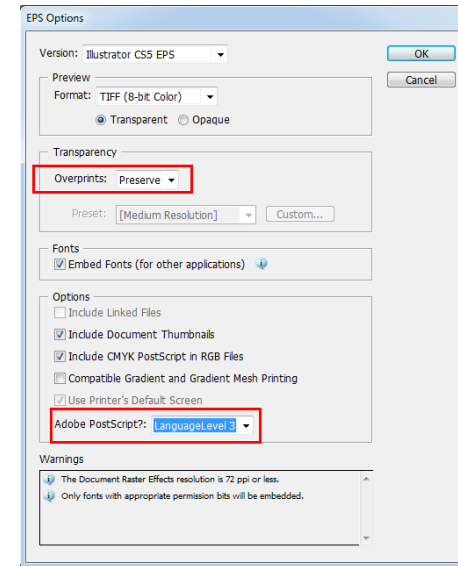 EPS Options
Version: Illustrator CS5 EPS
OK
Cancel
Preview
Format: TIFF (8-bit Color)
Transparent Opaque
Transparency
Overprints: Preserve
Preset: [Medium Resolution] Custom...
Fonts
Embed Fonts (for other applications)
Options
Include Linked Files
Include Document Thumbnails
Include CMYK PostScript in RGB Files
Compatible Gradient and Gradient Mesh Printing
Use Printer's Default Screen
Adobe PostScript?: LanguageLevel 3
Warnings
The Document Raster Effects resolution is 72 ppi or less.
Only fonts with appropriate permission bits will be embedded.